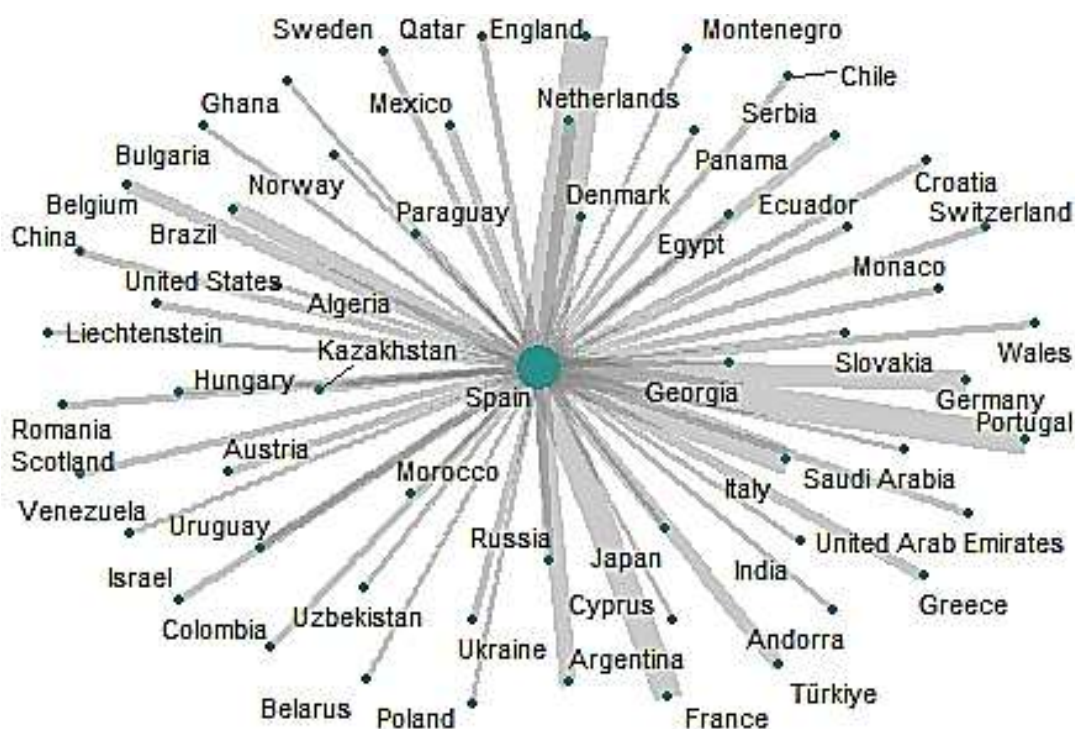 Sweden
Qatar
England
Montenegro
Chile
Ghana
Mexico
Netherlands
Serbia
Bulgaria
Norway
Panama
Croatia
Belgium
Brazil
Paraguay
Denmark
Ecuador
Switzerland
China
Egypt
United States
Algeria
Monaco
Liechtenstein
Kazakhstan
Slovakia
Wales
Hungary
Spain
Georgia
Germany
Portugal
Romania
Scotland
Austria
Morocco
Italy
Saudi Arabia
Venezuela
Uruguay
Russia
Japan
India
United Arab Emirates
Israel
Uzbekistan
Cyprus
Greece
Colombia
Ukraine
Argentina
Andorra
Belarus
Poland
France
Türkiye